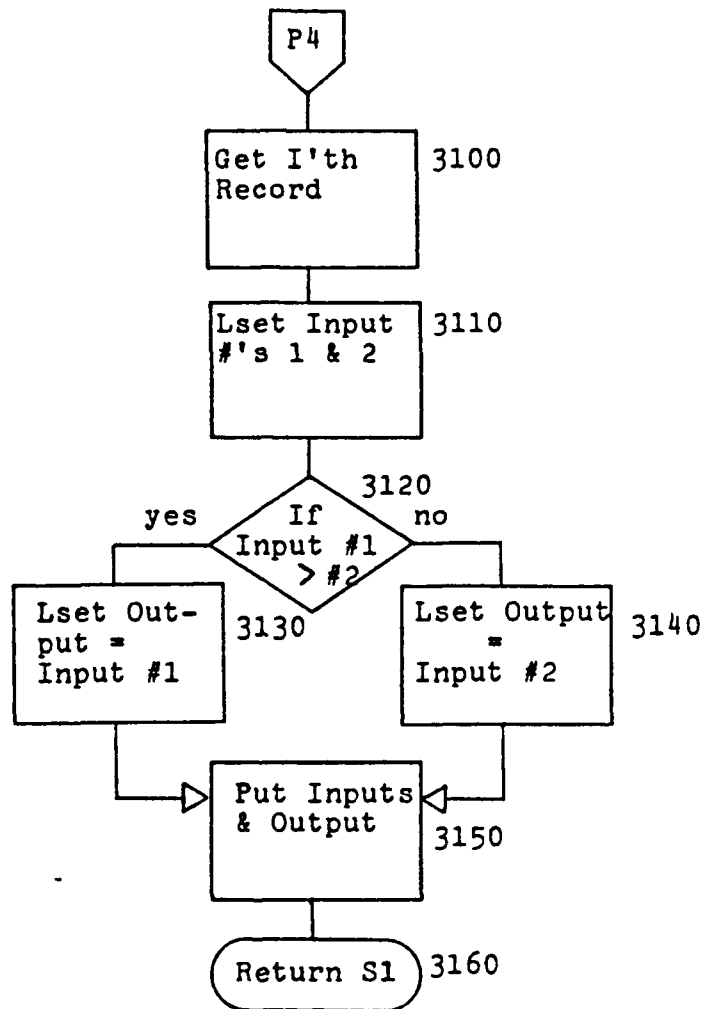 P4
Get I'th
Record
3100
Lset Input
#'s 1 & 2
3110
3120
yes
If
Input #1
> #2
no
Lset Out-
put =
Input #1
3130
Lset Output
=
Input #2
3140
Put Inputs
& Output
3150
Return S1
3160